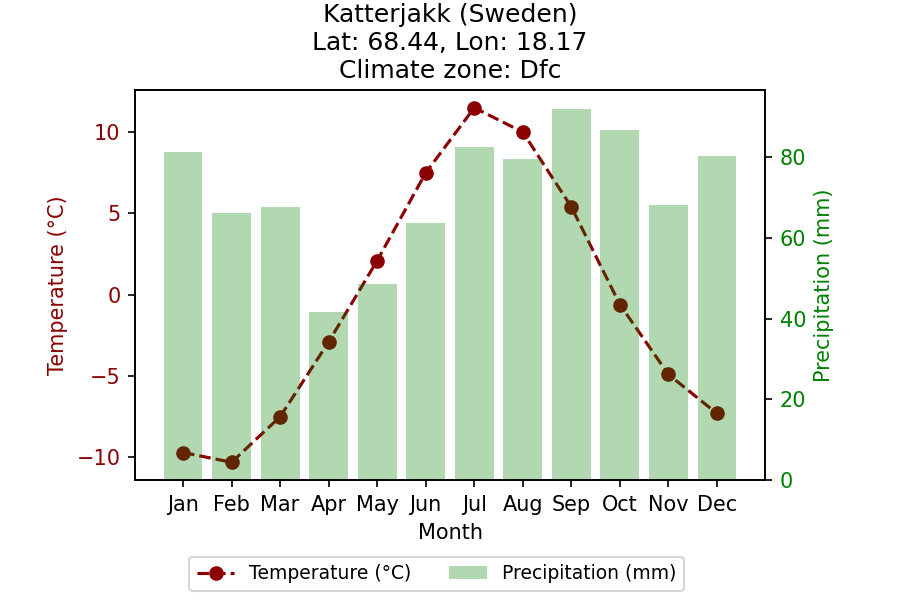 Katterjakk (Sweden)
Lat: 68.44, Lon: 18.17
Climate zone: Dfc
Temperature (°C)
10
5
0
−5
−10
80
60
40
20
0
Precipitation (mm)
Jan Feb Mar Apr May Jun Jul Aug Sep Oct Nov Dec
Month
Temperature (°C) Precipitation (mm)